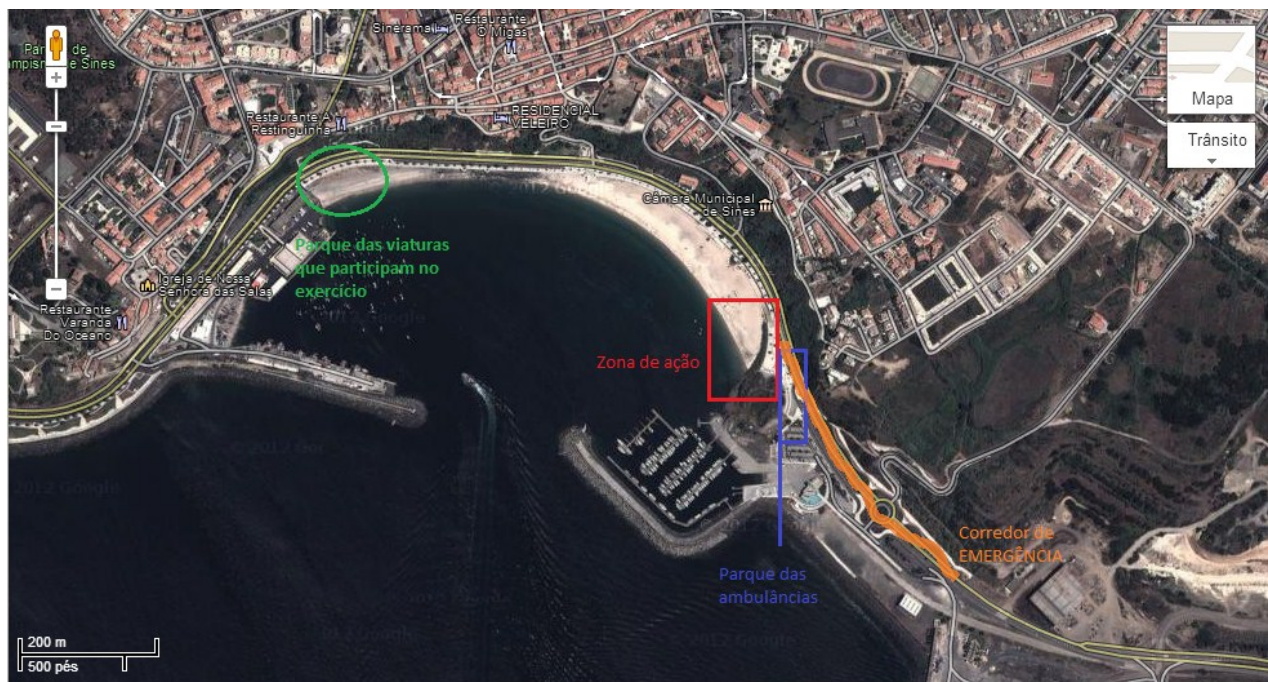 Sinerama
Restaurante
O Migas
Parque de
Campismo de Sines
Mapa
Trânsito
Restaurante A
Restinguinha
RESIDENCIAL
VELEIRO
Câmara Municipal
de Sines
Parque das viaturas
que participam no
exercício
Igreja de Nossa
Senhora das Salas
Restaurante
Varanda
Do Oceano
Zona de ação
Corredor de
EMERGÊNCIA
Parque das
ambulâncias
2012 Google
200 m
500 pés